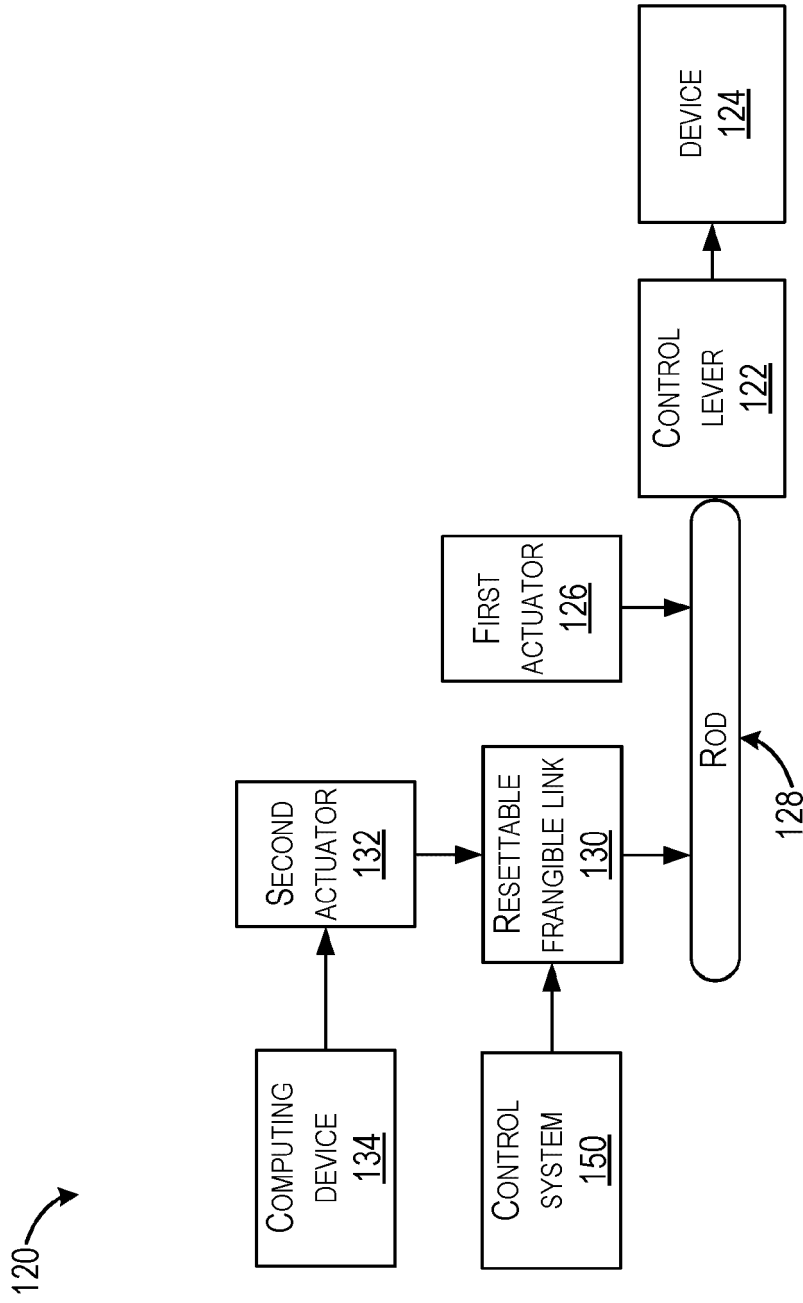 120
Computing
device
134
Second
actuator
132
Control
system
150
Resettable
frangible link
130
First
actuator
126
Rod
128
Control
lever
122
device
124